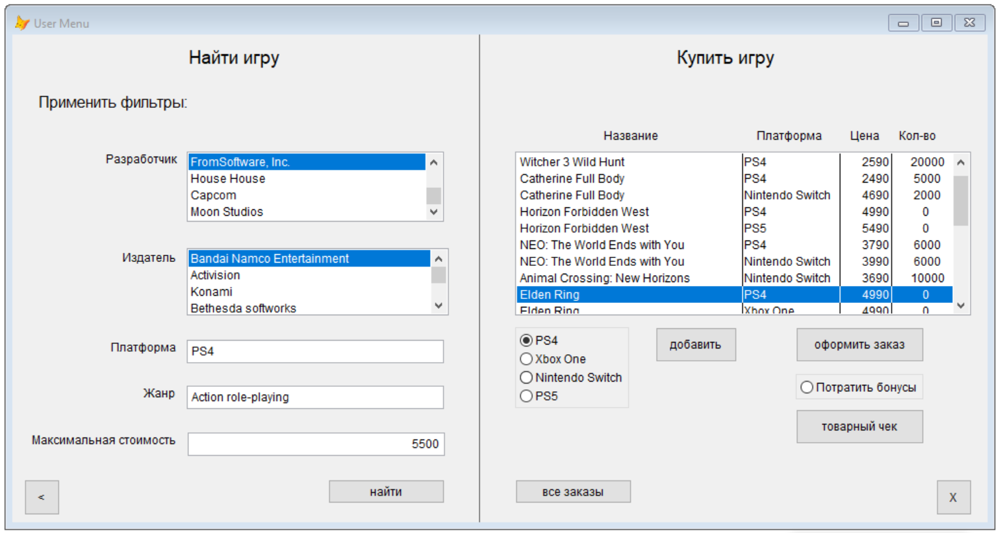 User Menu
Найти игру
Применить фильтры:
Разработчик
FromSoftware, Inc.
House House
Capcom
Moon Studios
Издатель
Bandai Namco Entertainment
Activision
Konami
Bethesda softworks
Платформа
PS4
Жанр
Action role-playing
Максимальная стоимость
5500
<
найти
Купить игру
Название Платформа Цена Кол-во
Witcher 3 Wild Hunt PS4 2590 20000
Catherine Full Body PS4 2490 5000
Catherine Full Body Nintendo Switch 4690 2000
Horizon Forbidden West PS4 4990 0
Horizon Forbidden West PS5 5490 0
NEO: The World Ends with You PS4 3790 6000
NEO: The World Ends with You Nintendo Switch 3990 6000
Animal Crossing: New Horizons Nintendo Switch 3690 10000
Elden Ring PS4 4990 0
Elden Ring Xbox One 4990 0
PS4
Xbox One
Nintendo Switch
PS5
добавить
оформить заказ
Потратить бонусы
товарный чек
все заказы
X